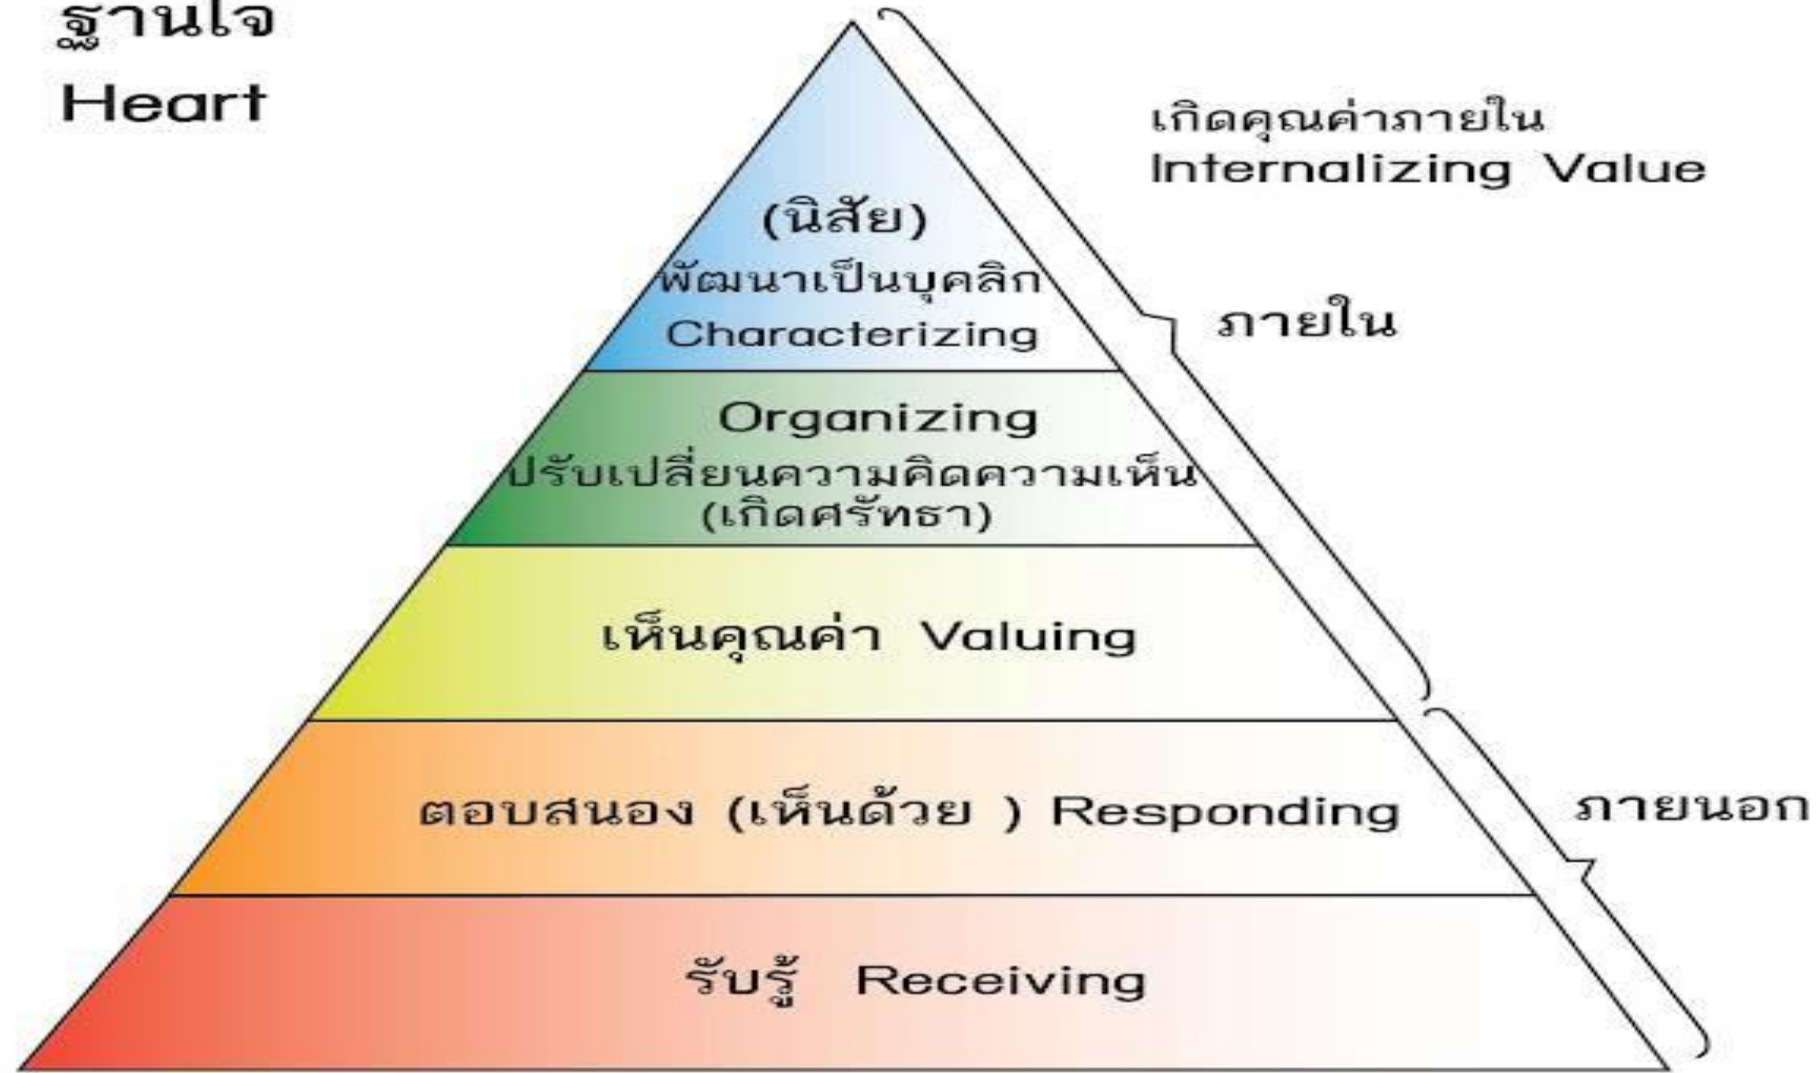 ฐานใจ
Heart
เกิดคุณค่าภายใน
Internalizing Value
(นิสัย)
พัฒนาเป็นบุคลิก
Characterizing
ภายใน
Organizing
ปรับเปลี่ยนความคิดความเห็น
(เกิดศรัทธา)
เห็นคุณค่า Valuing
ตอบสนอง (เห็นด้วย ) Responding
ภายนอก
รับรู้ Receiving